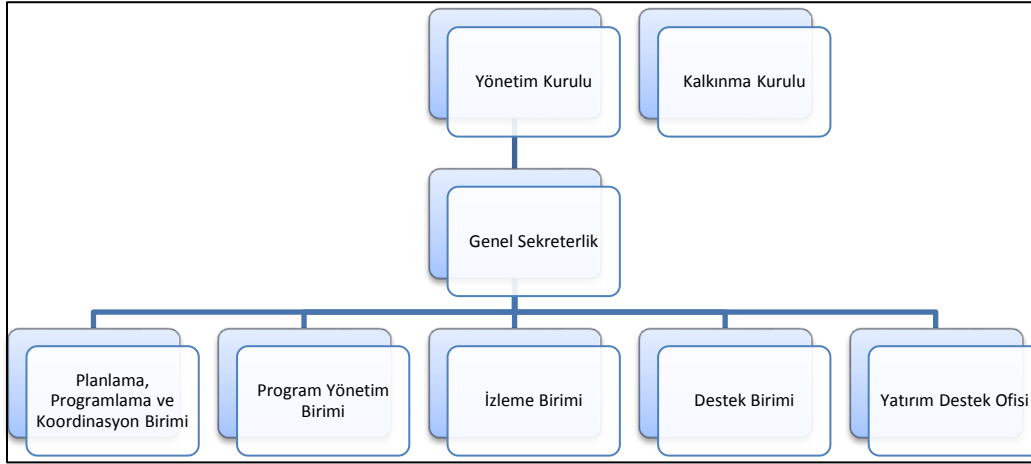 Yönetim Kurulu
Kalkınma Kurulu
Genel Sekreterlik
Planlama,
Programlama ve
Koordinasyon Birimi
Program Yönetim
Birimi
İzleme Birimi
Destek Birimi
Yatırım Destek Ofisi